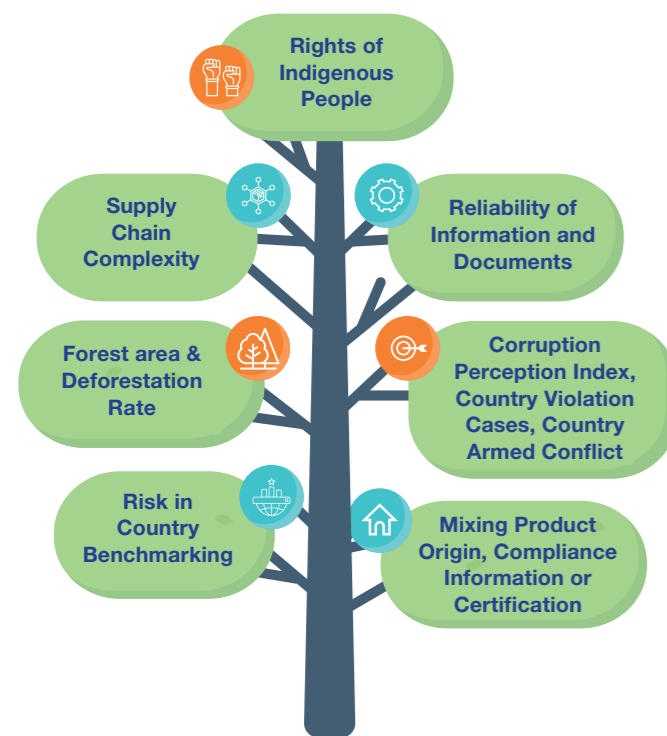 Rights of
Indigenous
People
Supply
Chain
Complexity
Reliability of
Information and
Documents
Forest area &
Deforestation
Rate
Corruption
Perception Index,
Country Violation
Cases, Country
Armed Conflict
Risk in
Country
Benchmarking
Mixing Product
Origin, Compliance
Information or
Certification